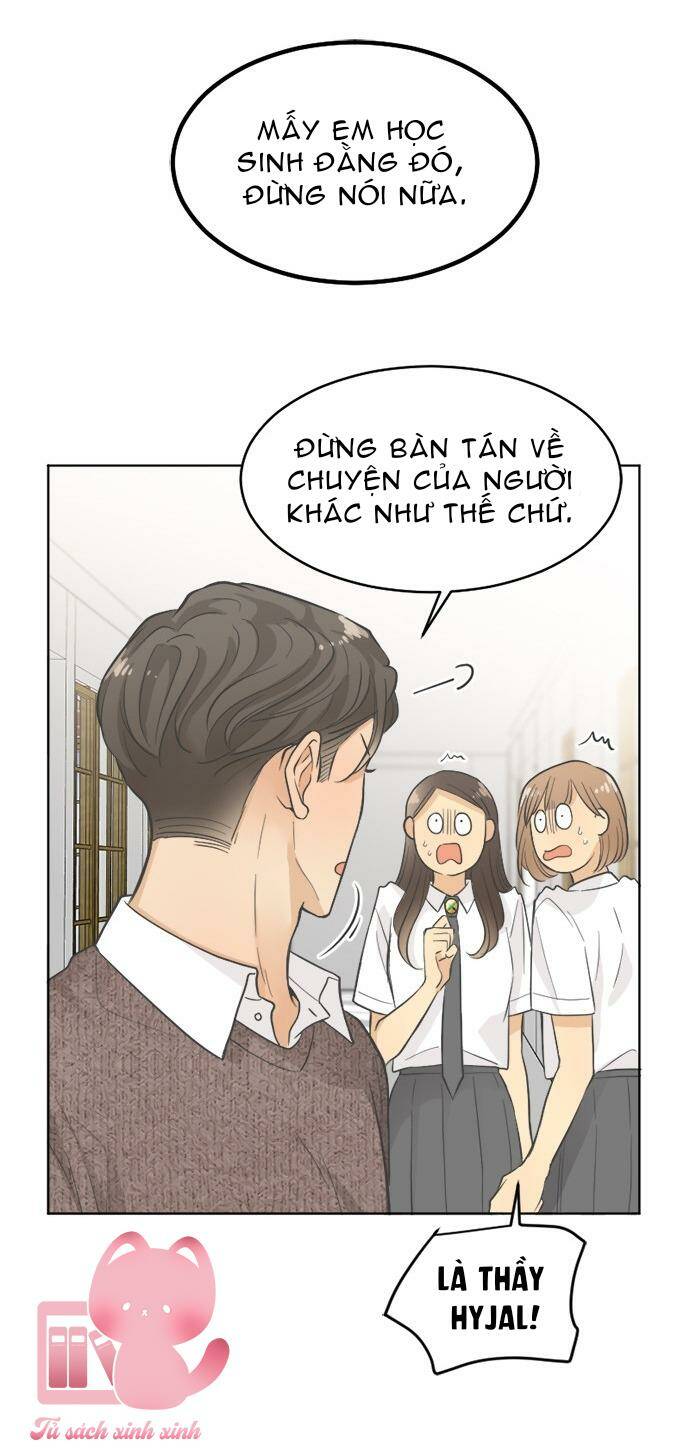 MẤY EM HỌC
SINH ĐẰNG ĐÓ,
ĐỪNG NÓI NỮA.
ĐỪNG BÀN TÁN VỀ
CHUYỆN CỦA NGƯỜI
KHÁC NHƯ THẾ CHỨ.
LÀ THẦY
HYJAL!
Tủ sách xinh xinh